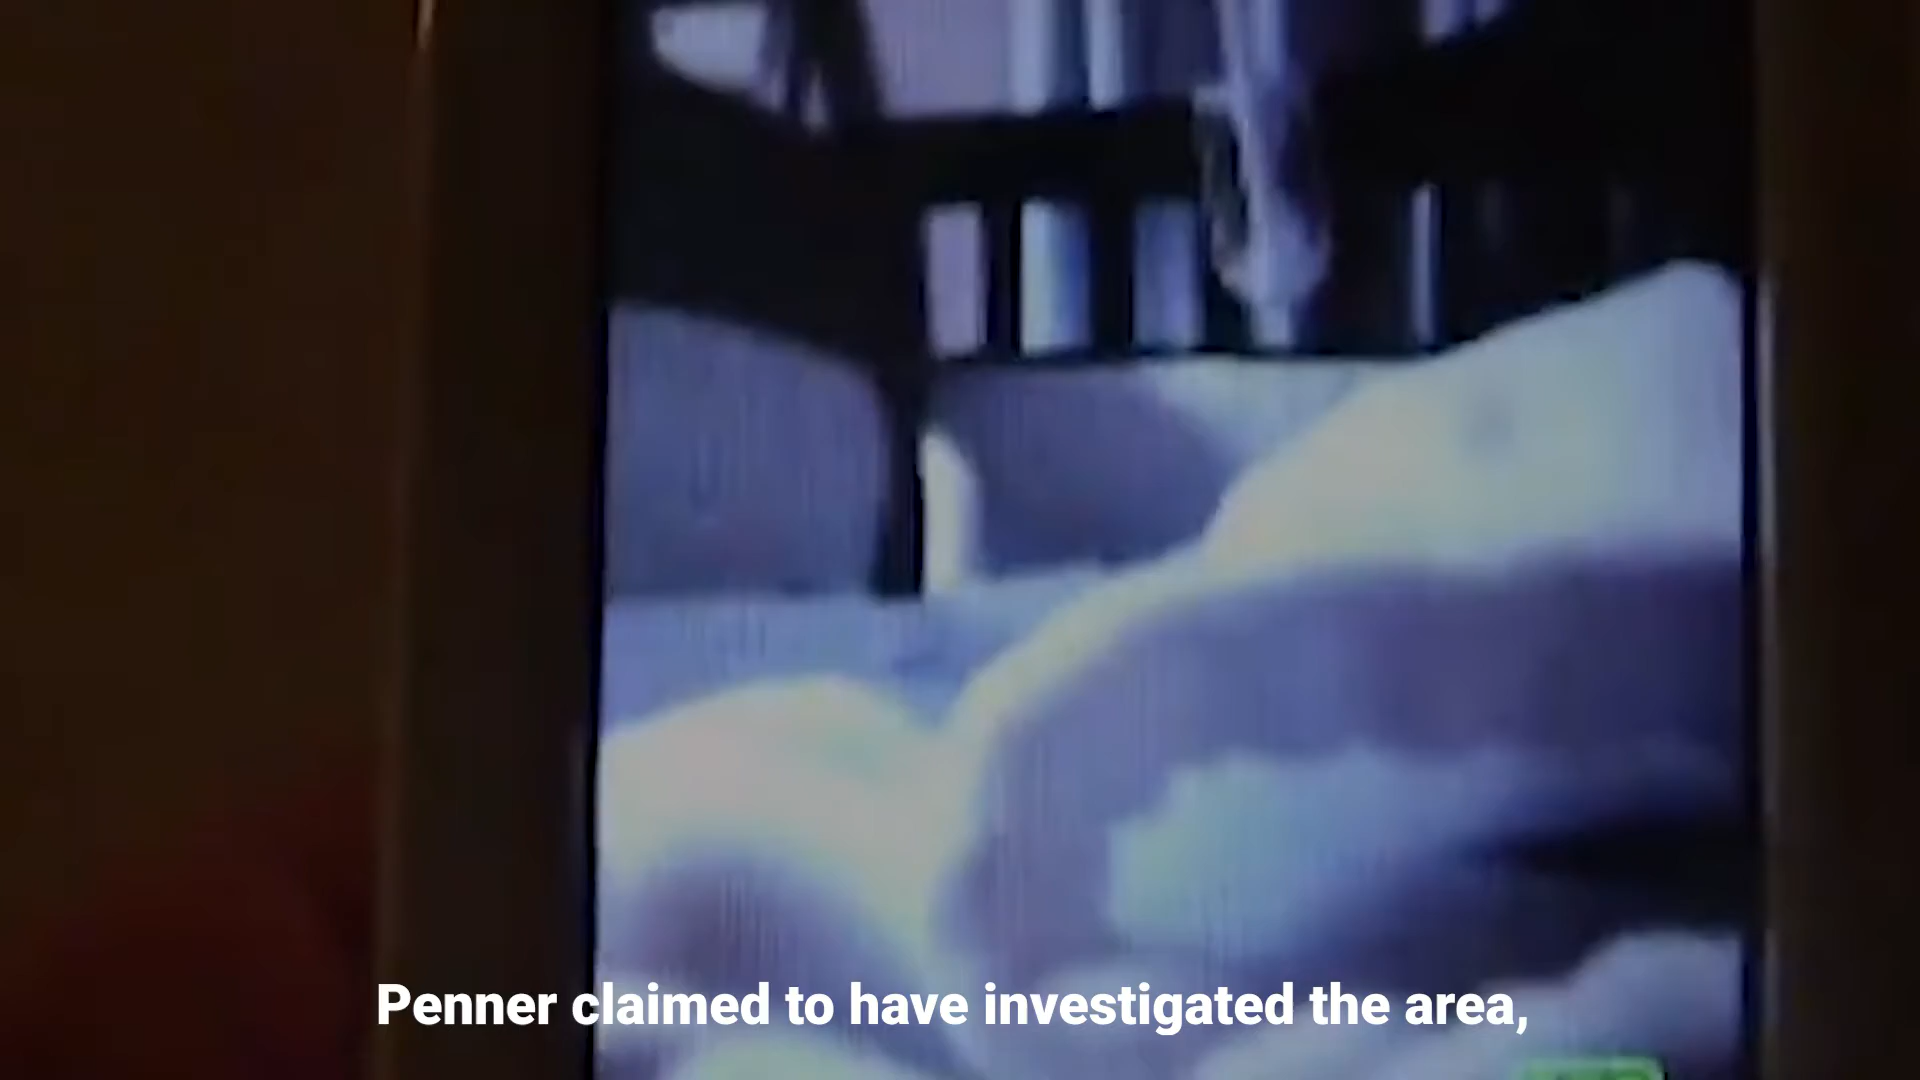 Penner claimed to have investigated the area,